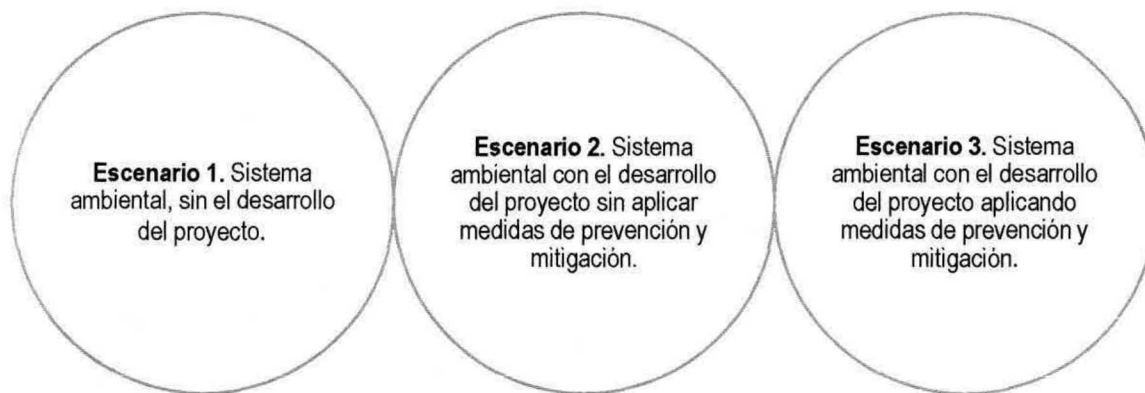 Escenario 1. Sistema
ambiental, sin el desarrollo
del proyecto.
Escenario 2. Sistema
ambiental con el desarrollo
del proyecto sin aplicar
medidas de prevención y
mitigación.
Escenario 3. Sistema
ambiental con el desarrollo
del proyecto aplicando
medidas de prevención y
mitigación.